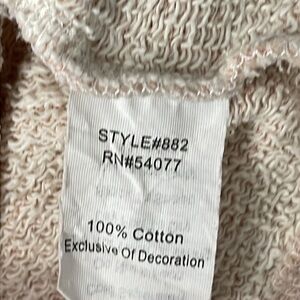 STYLE#882
RN#54077
100% Cotton
Exclusive Of Decoration